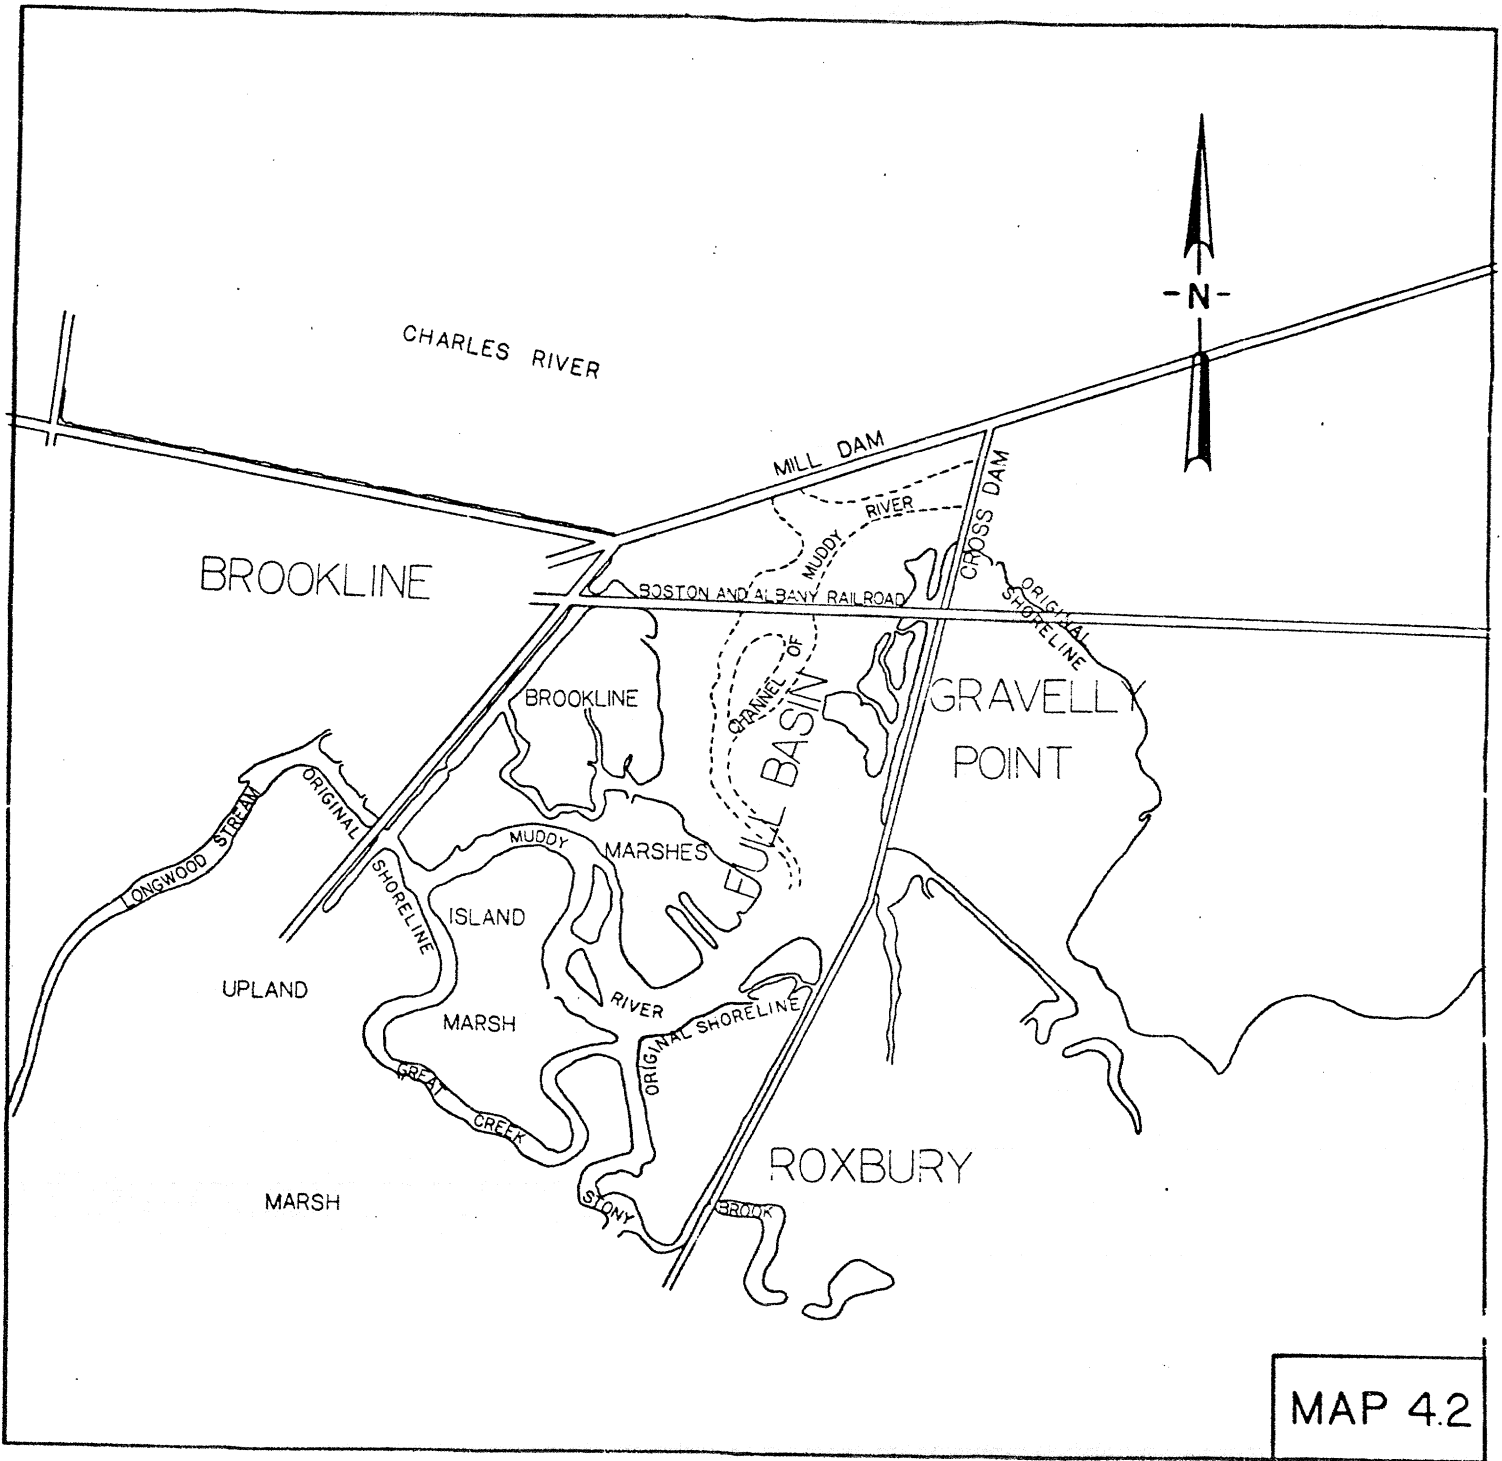 -N-
CHARLES RIVER
MILL DAM
CROSS DAM
MUDDY RIVER
BROOKLINE
BOSTON AND ALBANY RAILROAD
ORIGINAL
SHORELINE
CHANNEL OF
FULL BASIN
BROOKLINE
GRAVELLY
POINT
ORIGINAL
LONGWOOD STREAM
MUDDY
MARSHES
SHORELINE
ISLAND
UPLAND
RIVER
MARSH
ORIGINAL SHORELINE
GREAT
CREEK
ROXBURY
MARSH
STONY
BROOK
MAP 4.2